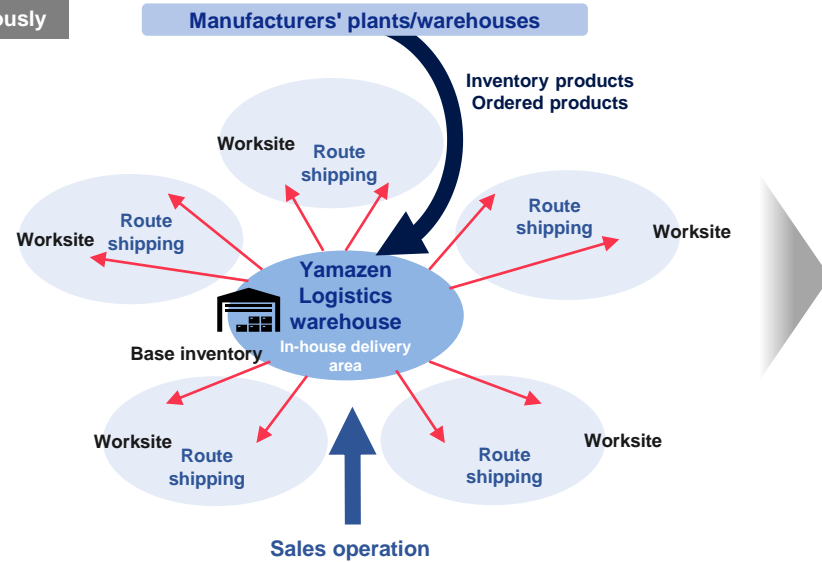 Manufacturers' plants/warehouses
Inventory products
Ordered products
Worksite
Route
shipping
Route
shipping
Worksite
Route
shipping
Worksite
Yamazen
Logistics
warehouse
In-house delivery
area
Base inventory
Worksite
Route
shipping
Route
shipping
Worksite
Sales operation